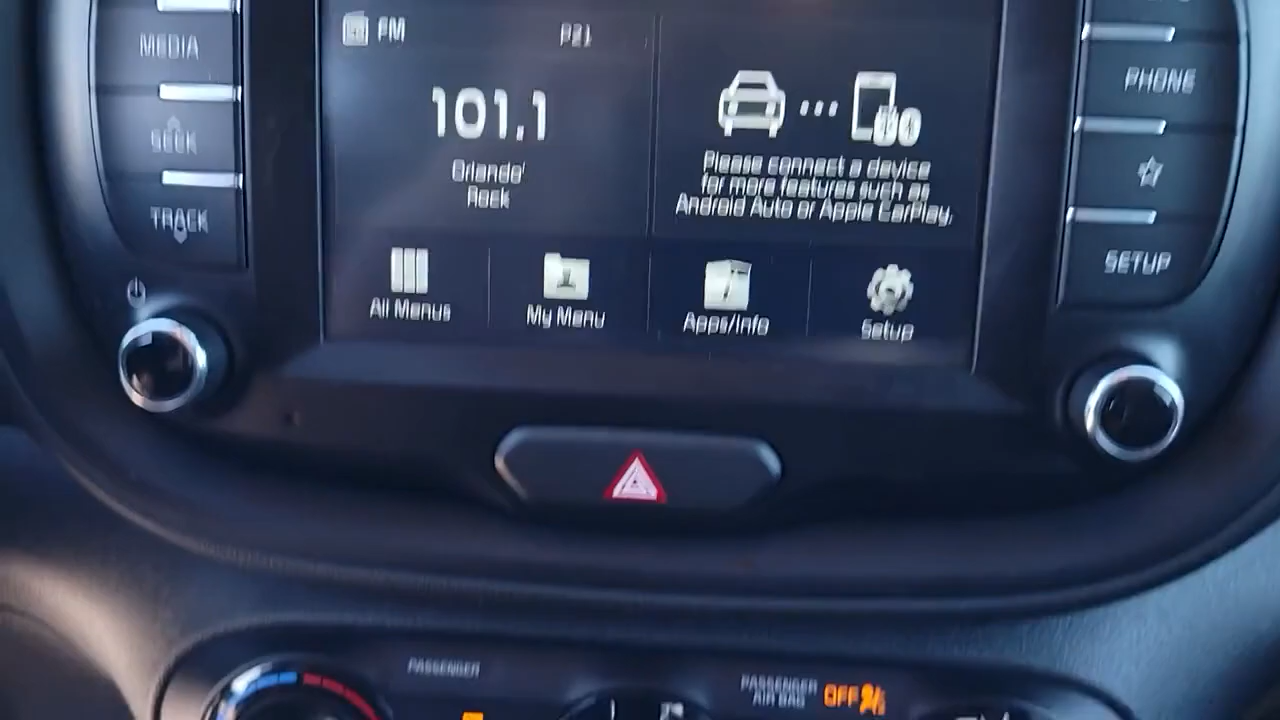 MEDIA
SEEK
TRACK
FM
P21
101.1
Orlando'
Rock
Please connect a device
for more features such as
Android Auto or Apple CarPlay.
All Menus
My Menu
Apps/Info
Setup
PHONE
SETUP
PASSENGER
PASSENGER
AIR BAG
OFF